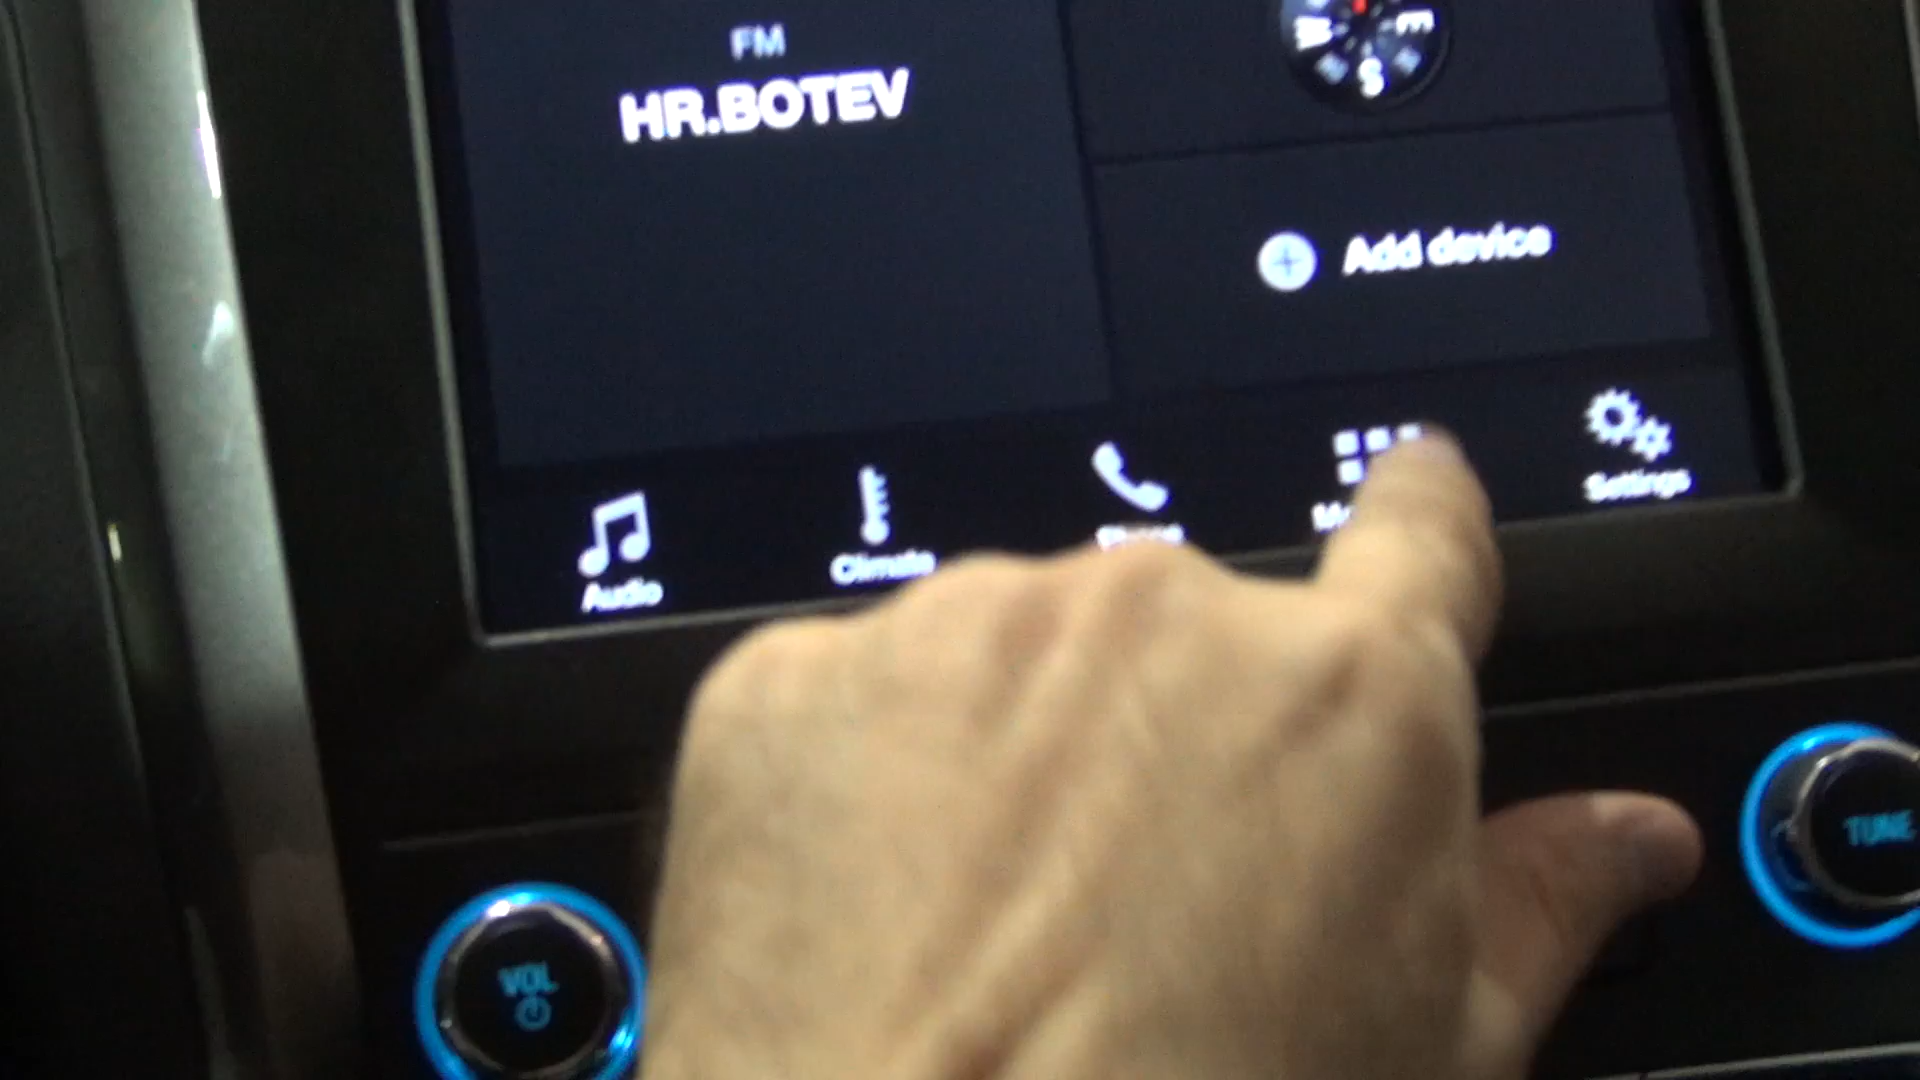 FM
HR.BOTEV
E
S
Add device
Audio
Climate
Settings
VOL
TUNE